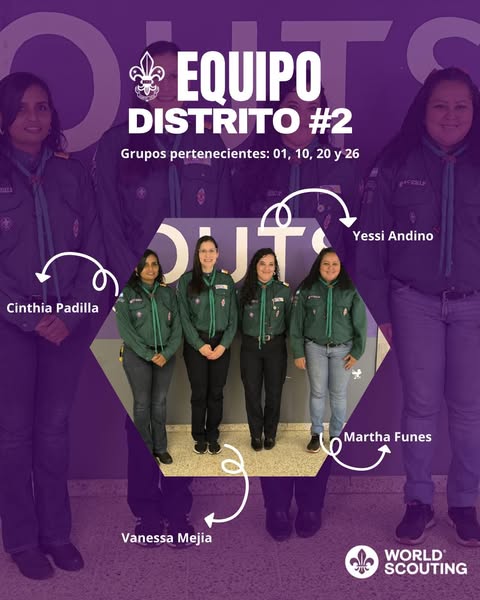 EQUIPO
DISTRITO #2
Grupos pertenecientes: 01, 10, 20 y 26
OUTS
Yessi Andino
Cinthia Padilla
Martha Funes
Vanessa Mejia
WORLD®
SCOUTING